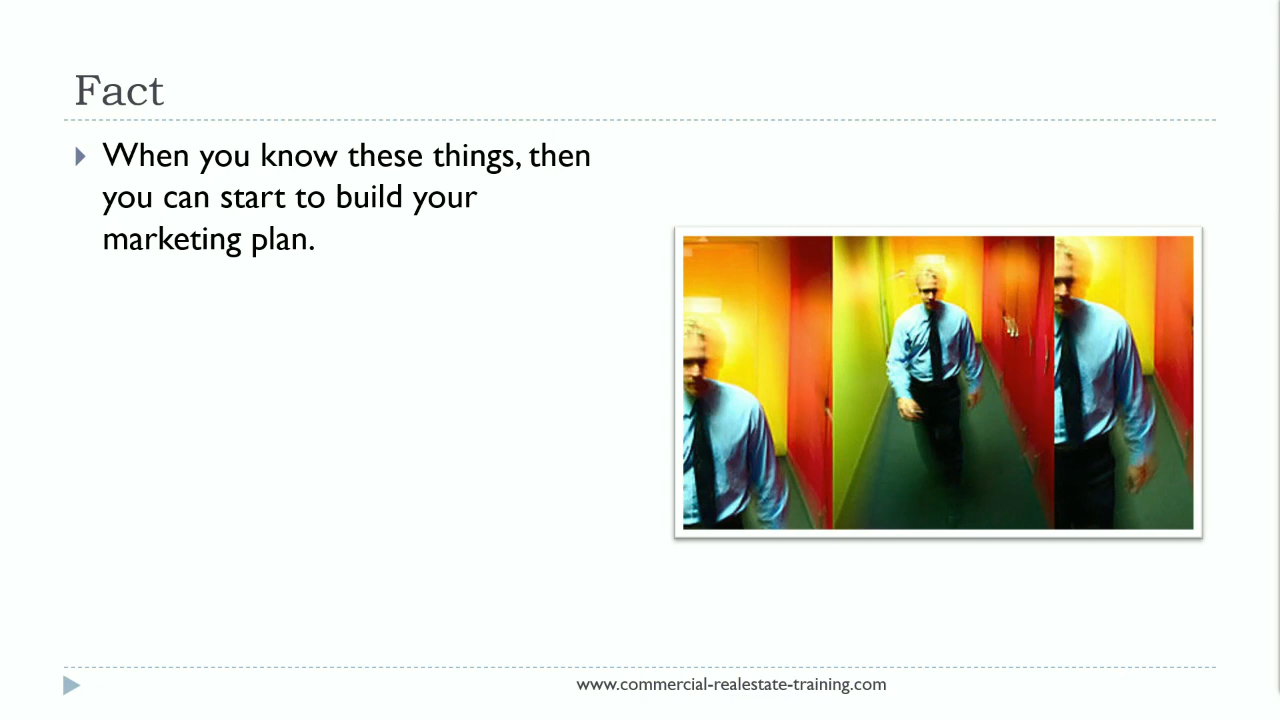 Fact
When you know these things, then
you can start to build your
marketing plan.
www.commercial-realestate-training.com